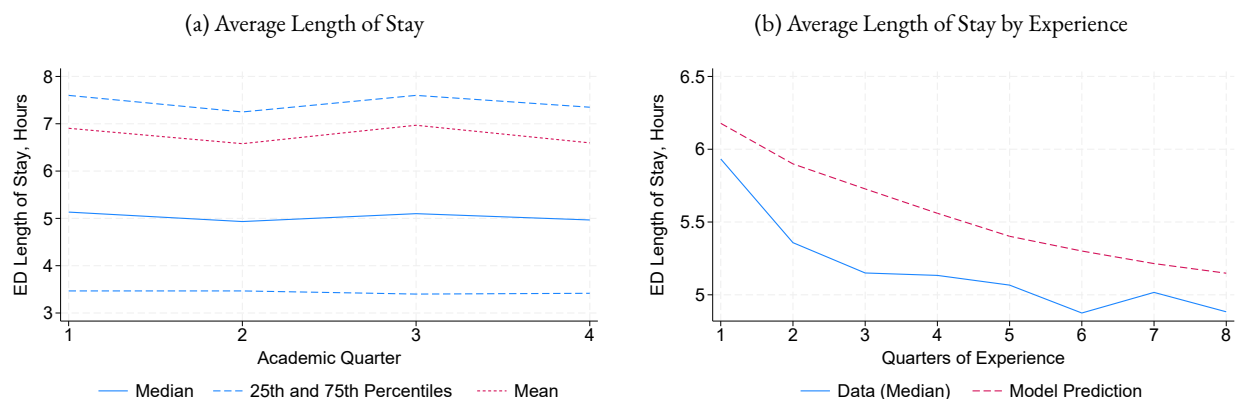 (a) Average Length of Stay
ED Length of Stay, Hours
8
7
6
5
4
3
1 2 3 4
Academic Quarter
Median 25th and 75th Percentiles Mean
(b) Average Length of Stay by Experience
ED Length of Stay, Hours
6.5
6
5.5
5
1 2 3 4 5 6 7 8
Quarters of Experience
Data (Median) Model Prediction